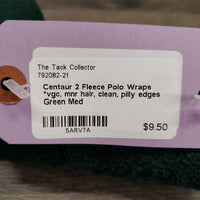 The Tack Collector
792082-21
Centaur 2 Fleece Polo Wraps
*vgc, mnr hair, clean, pilly edges
Green Med
5ARV7A
$9.50